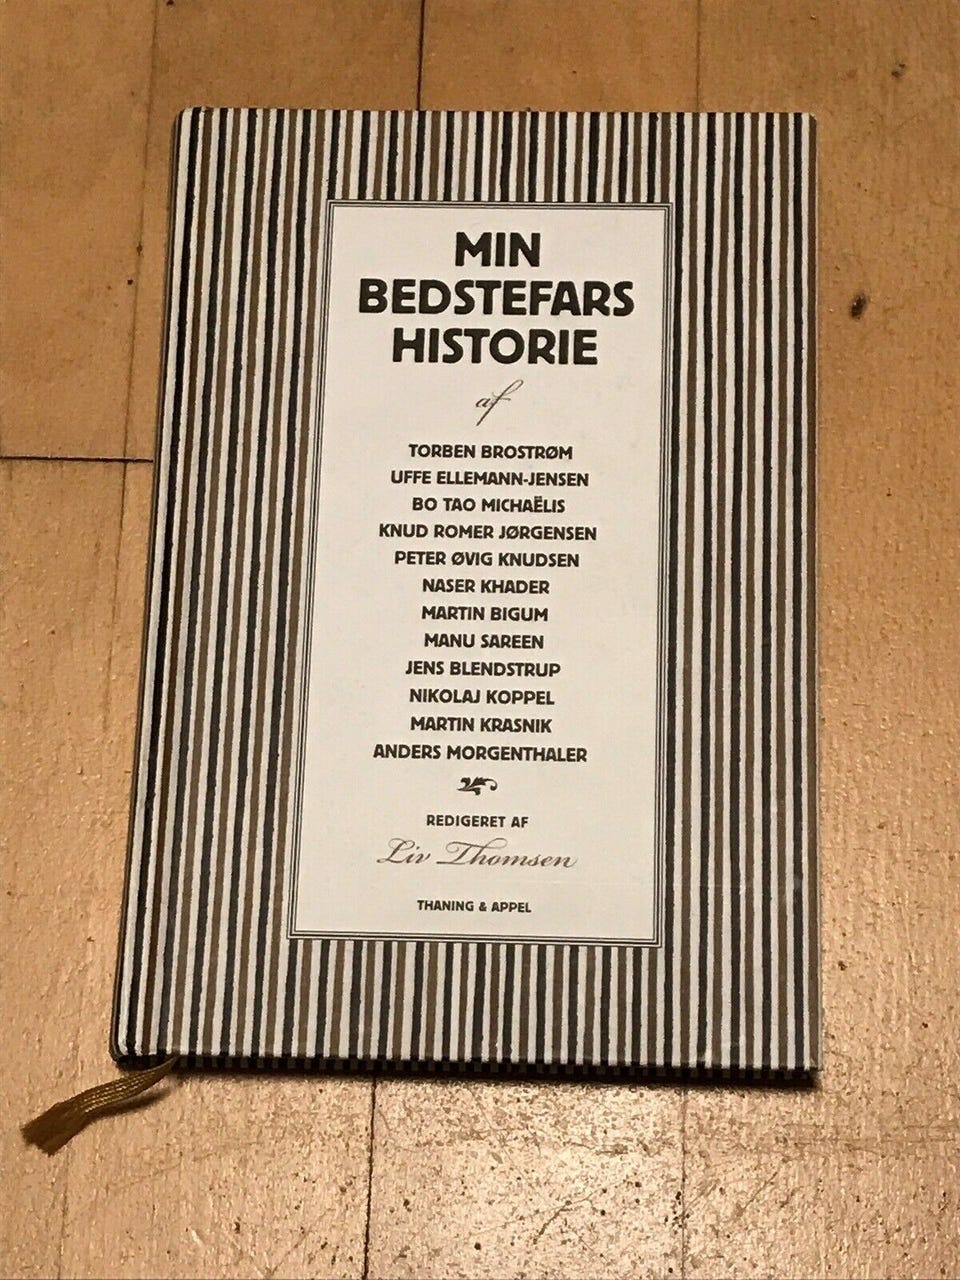 MIN
BEDSTEFARS
HISTORIE
af
TORBEN BROSTRØM
UFFE ELLEMANN-JENSEN
BO TAO MICHAËLIS
KNUD ROMER JØRGENSEN
PETER ØVIG KNUDSEN
NASER KHADER
MARTIN BIGUM
MANU SAREEN
JENS BLENDSTRUP
NIKOLAJ KOPPEL
MARTIN KRASNIK
ANDERS MORGENTHALER
REDIGERET AF
Liv Thomsen
THANING & APPEL